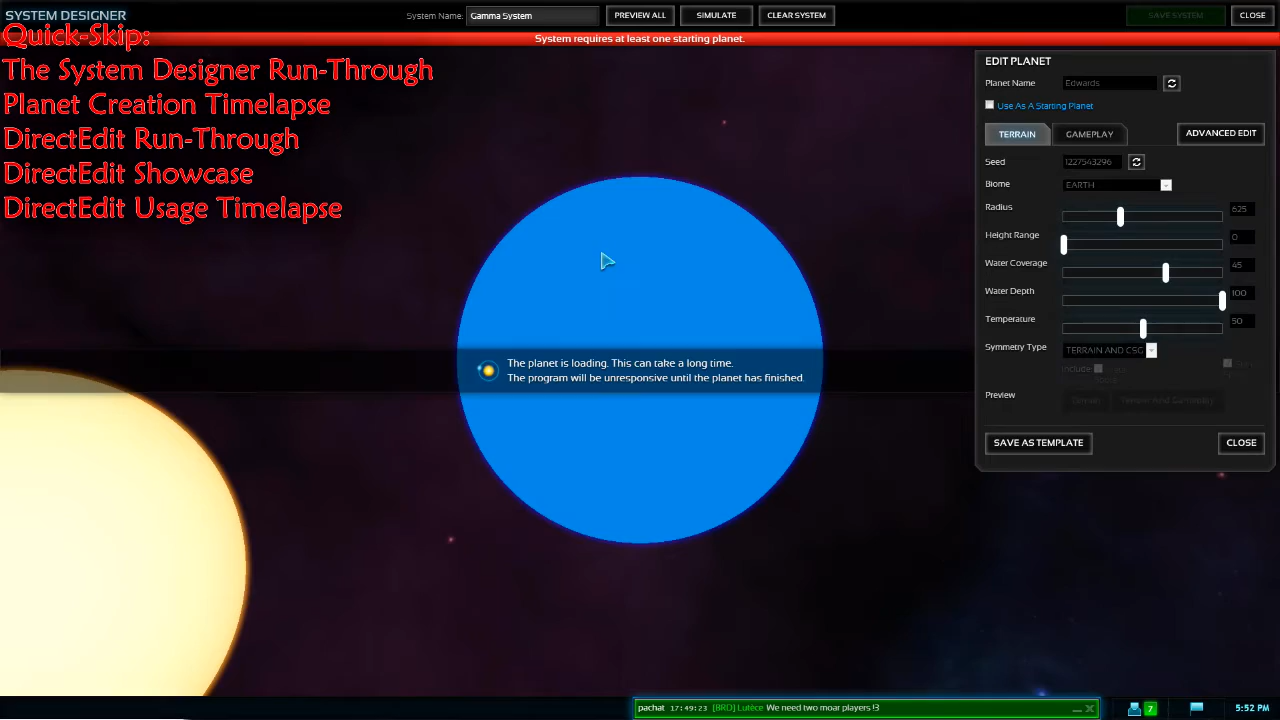 SYSTEM DESIGNER
System Name: Gamma System
PREVIEW ALL
SIMULATE
CLEAR SYSTEM
SAVE SYSTEM
CLOSE
System requires at least one starting planet.
Quick-Skip:
The System Designer Run-Through
Planet Creation Timelapse
DirectEdit Run-Through
DirectEdit Showcase
DirectEdit Usage Timelapse
EDIT PLANET
Planet Name Edwards
Use As A Starting Planet
TERRAIN
GAMEPLAY
ADVANCED EDIT
Seed 1227543296
Biome EARTH
Radius 625
Height Range 0
Water Coverage 45
Water Depth 100
Temperature 50
Symmetry Type TERRAIN AND CSG
Include
Preview Terrain Terrain And Gameplay
SAVE AS TEMPLATE
CLOSE
The planet is loading. This can take a long time.
The program will be unresponsive until the planet has finished.
pachat 17:49:23 [BRD] Lutèce We need two moar players !3
7
5:52 PM